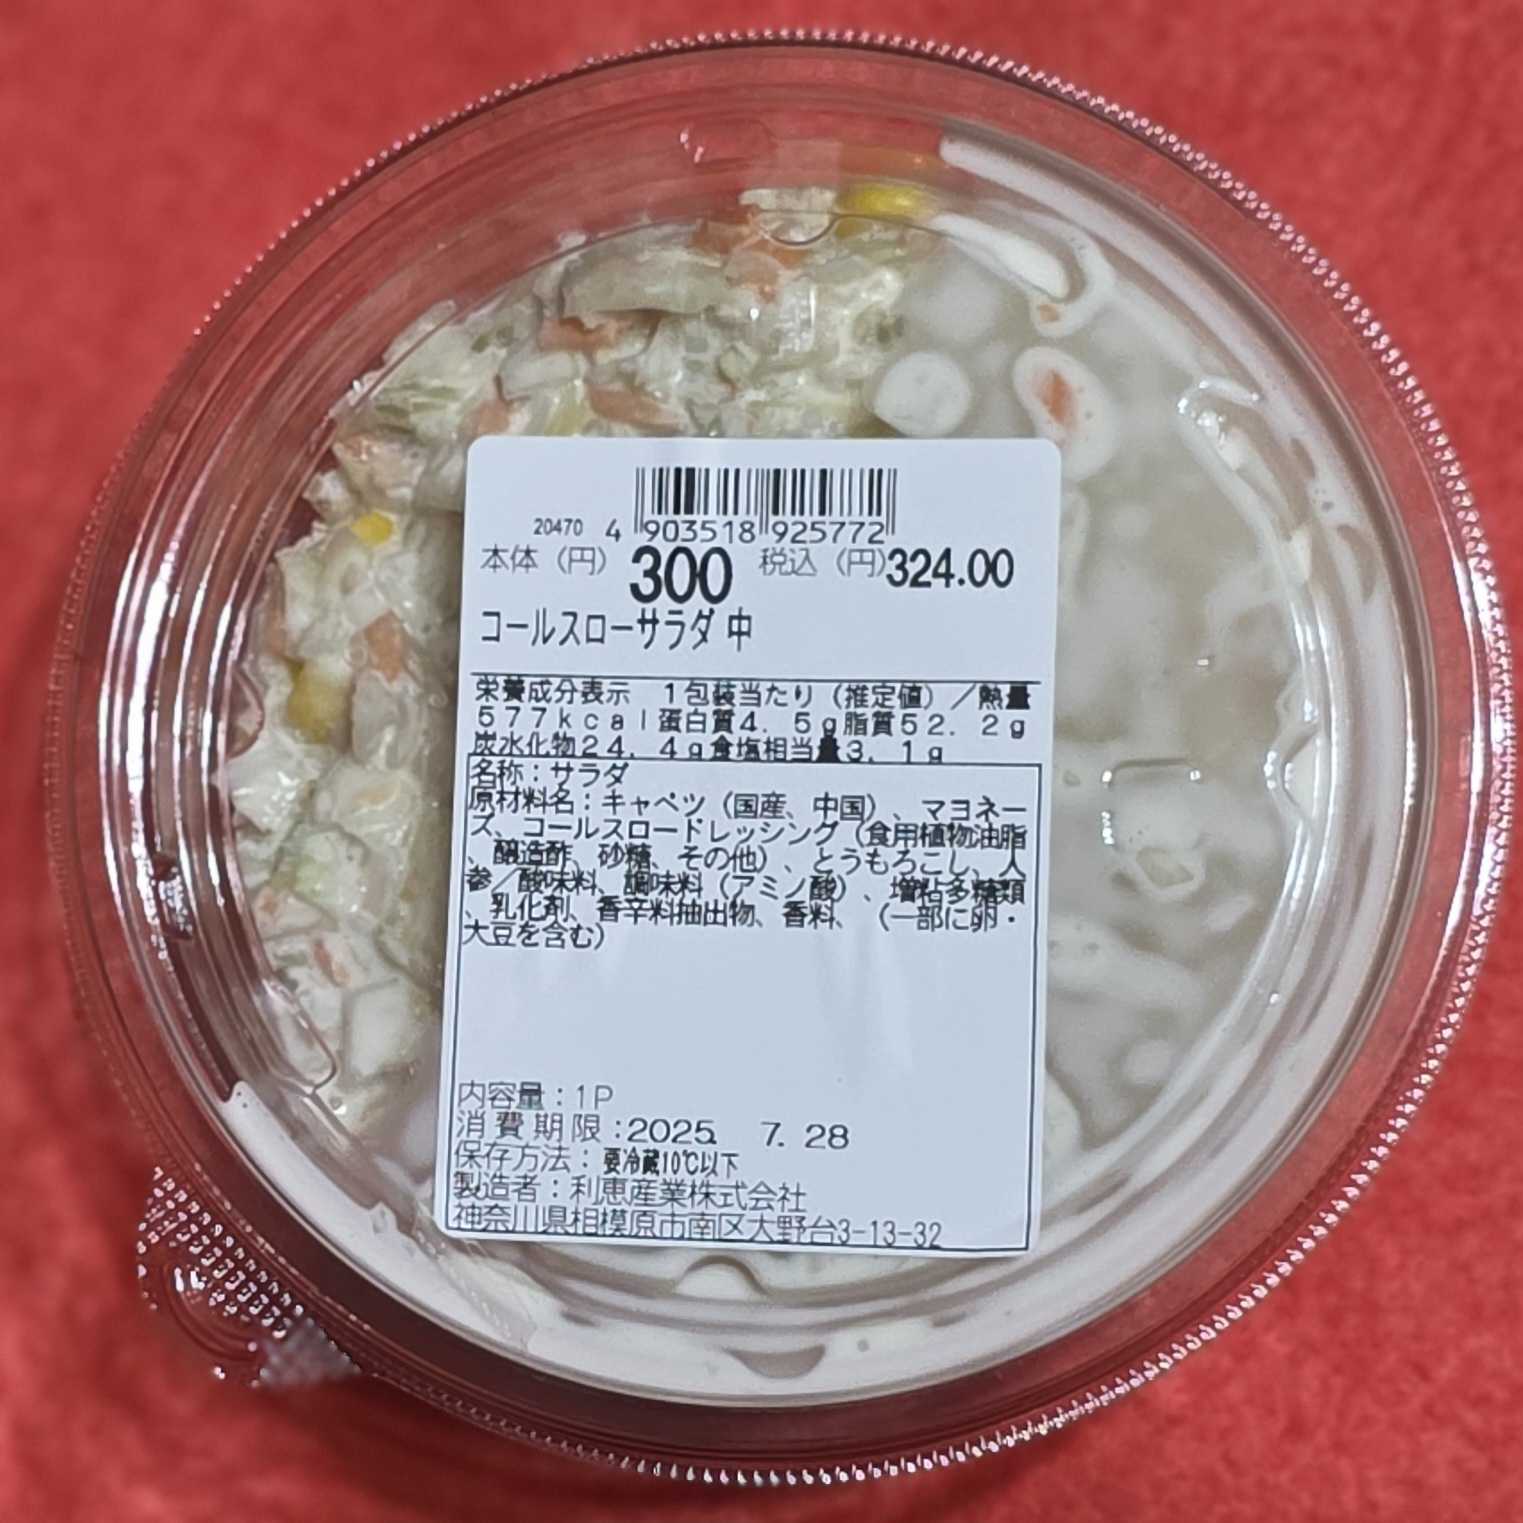 20470 4 903518 925772
本体（円）300 税込（円）324.00
コールスローサラダ 中
栄養成分表示　１包装当たり（推定値）／熱量
５７７ｋｃａｌ蛋白質４．５ｇ脂質５２．２ｇ
炭水化物２４．４ｇ食塩相当量３．１ｇ
名称：サラダ
原材料名：キャベツ（国産、中国）、マヨネー
ズ、コールスロードレッシング（食用植物油脂
、醸造酢、砂糖、その他）、とうもろこし、人
参／酸味料、調味料（アミノ酸）、増粘多糖類
、乳化剤、香辛料抽出物、香料、（一部に卵・
大豆を含む）
内容量：1P
消費期限：2025. 7. 28
保存方法：要冷蔵10℃以下
製造者：利恵産業株式会社
神奈川県相模原市南区大野台3-13-32